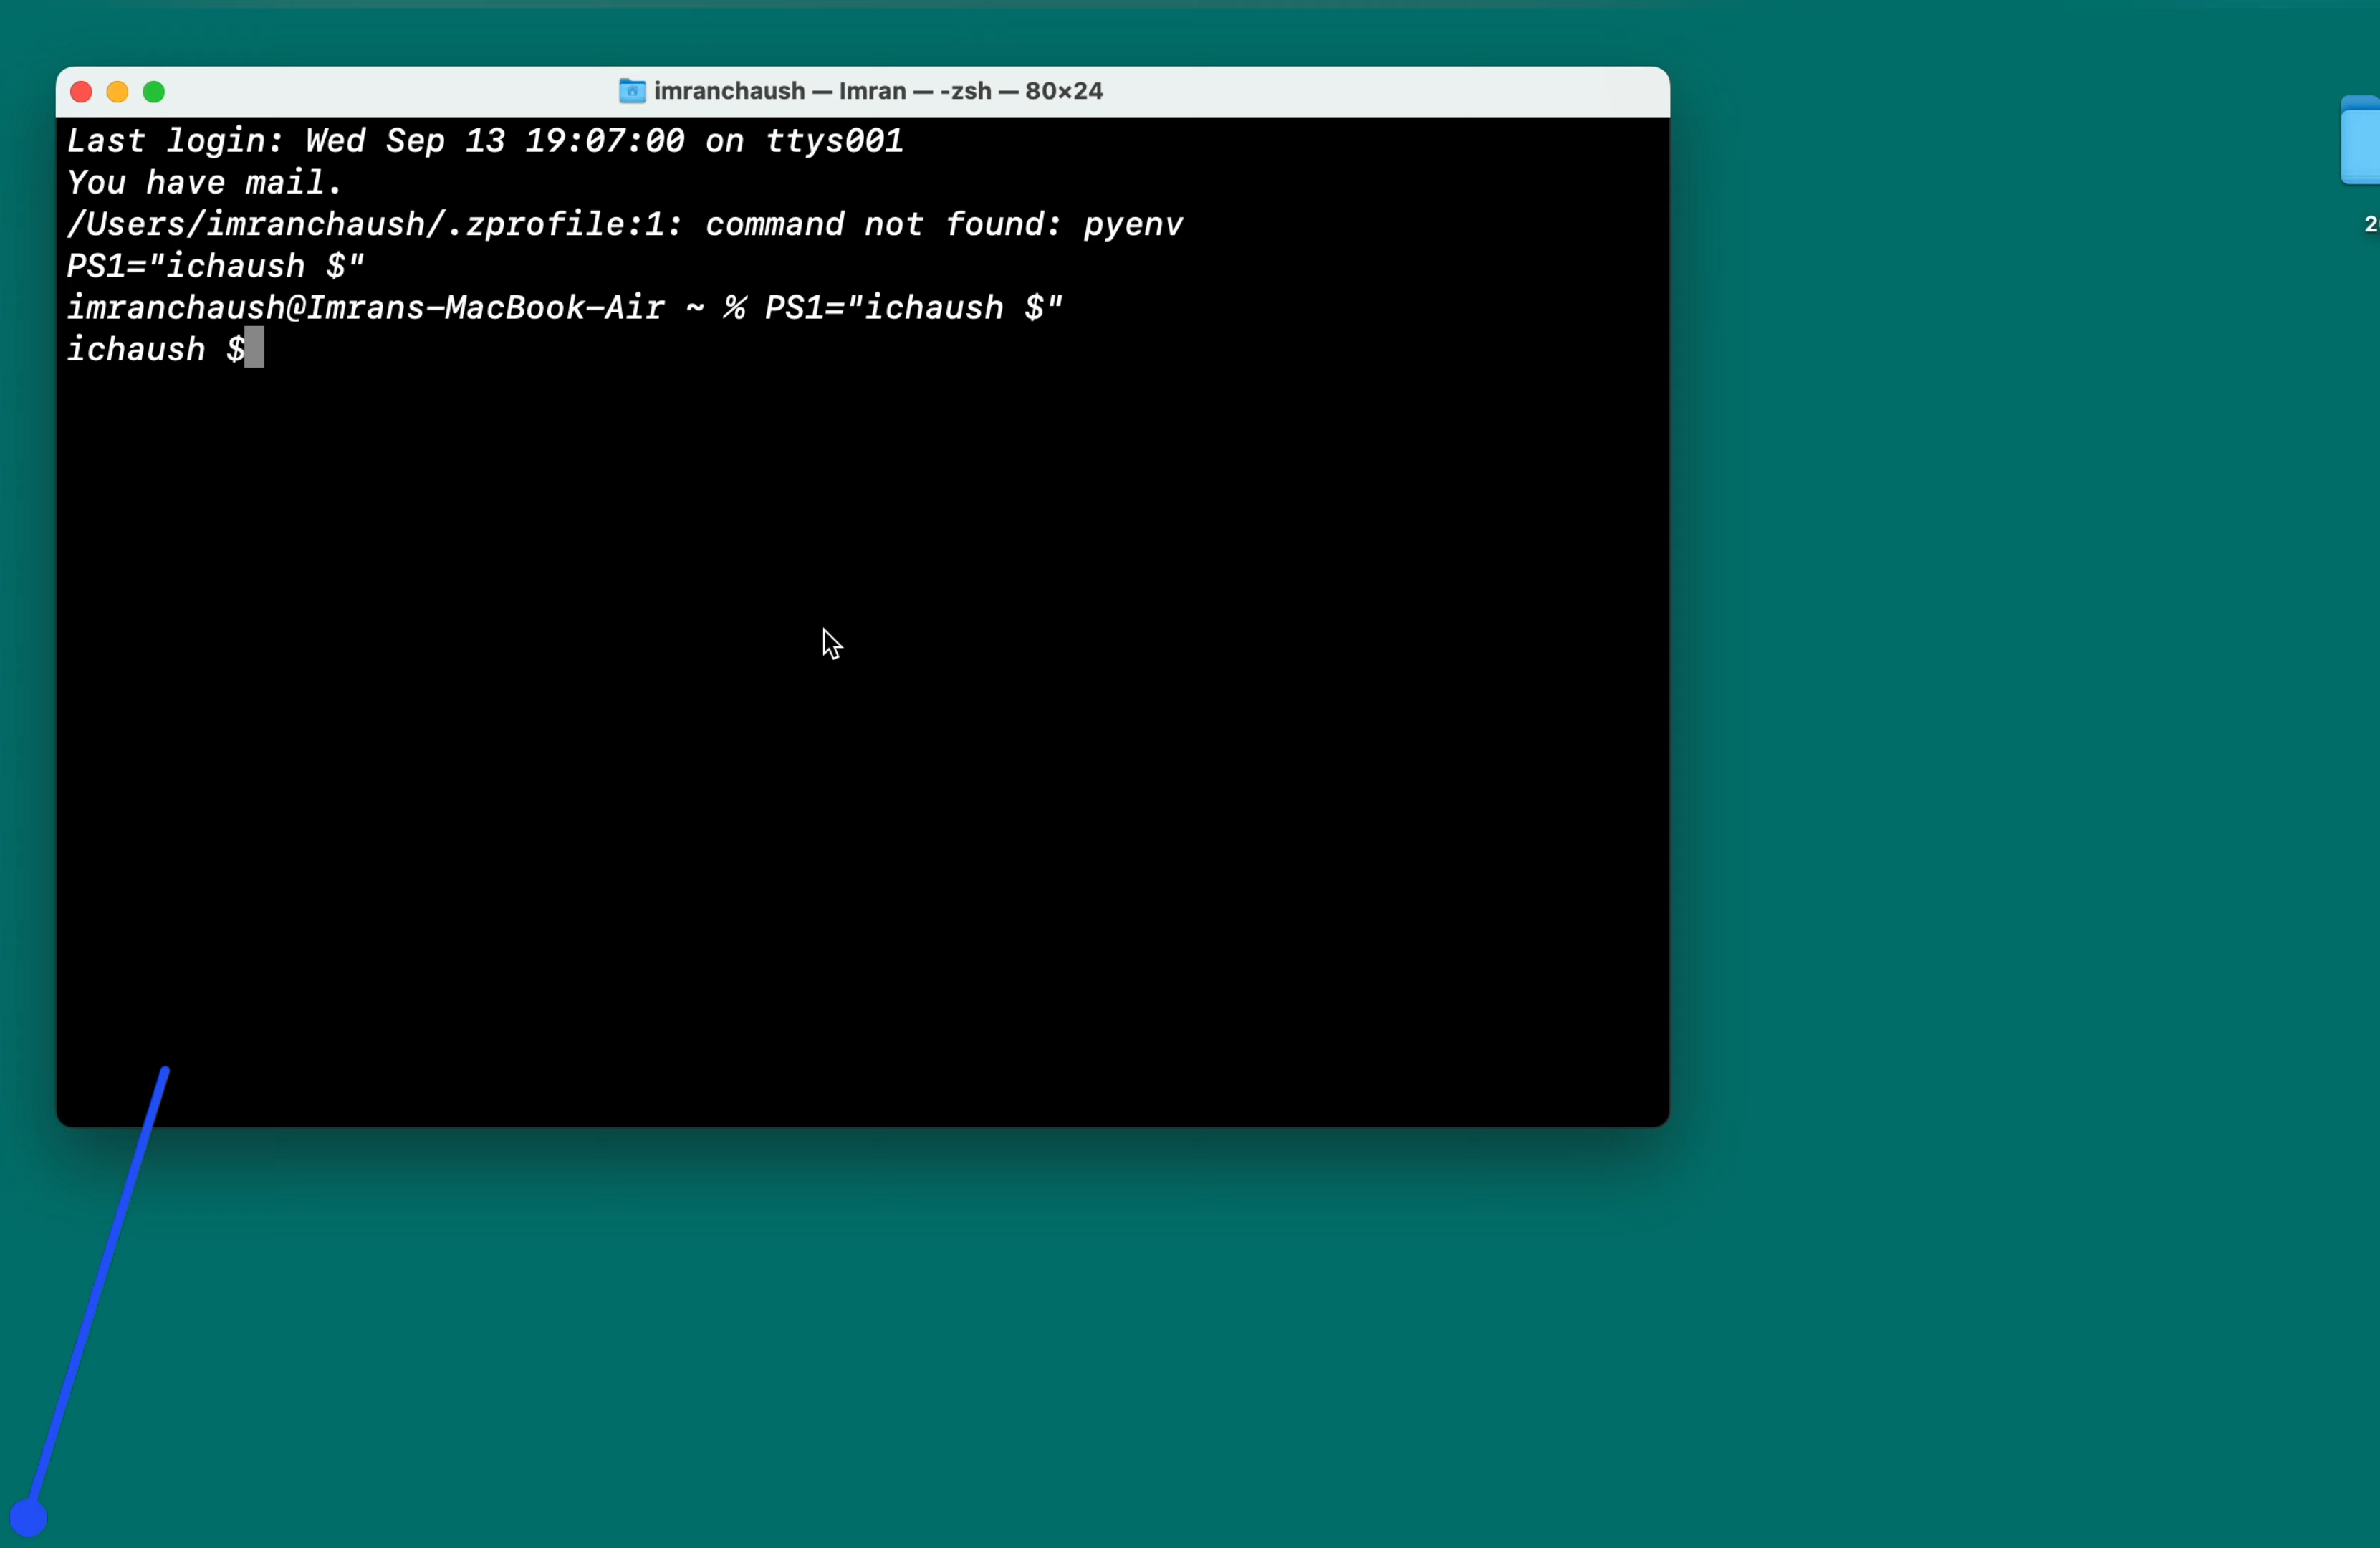 imranchaush — Imran — -zsh — 80×24
Last login: Wed Sep 13 19:07:00 on ttys001
You have mail.
/Users/imranchaush/.zprofile:1: command not found: pyenv
PS1="ichaush $"
imranchaush@Imrans-MacBook-Air ~ % PS1="ichaush $"
ichaush $
2